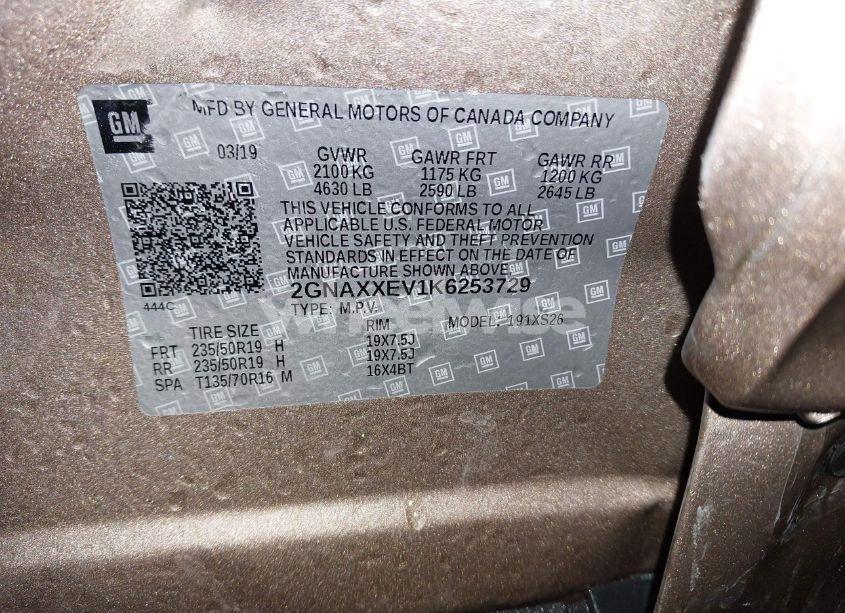 GM
MFD BY GENERAL MOTORS OF CANADA COMPANY
03/19 GVWR GAWR FRT GAWR RR
2100 KG 1175 KG 1200 KG
4630 LB 2590 LB 2645 LB
THIS VEHICLE CONFORMS TO ALL
APPLICABLE U.S. FEDERAL MOTOR
VEHICLE SAFETY AND THEFT PREVENTION
STANDARDS IN EFFECT ON THE DATE OF
MANUFACTURE SHOWN ABOVE
2GNAXXEV1K6253729
444C
TYPE: M.P.V. MODEL: 191XS26
TIRE SIZE RIM
FRT 235/50R19 H 19X7.5J
RR 235/50R19 H 19X7.5J
SPA T135/70R16 M 16X4BT